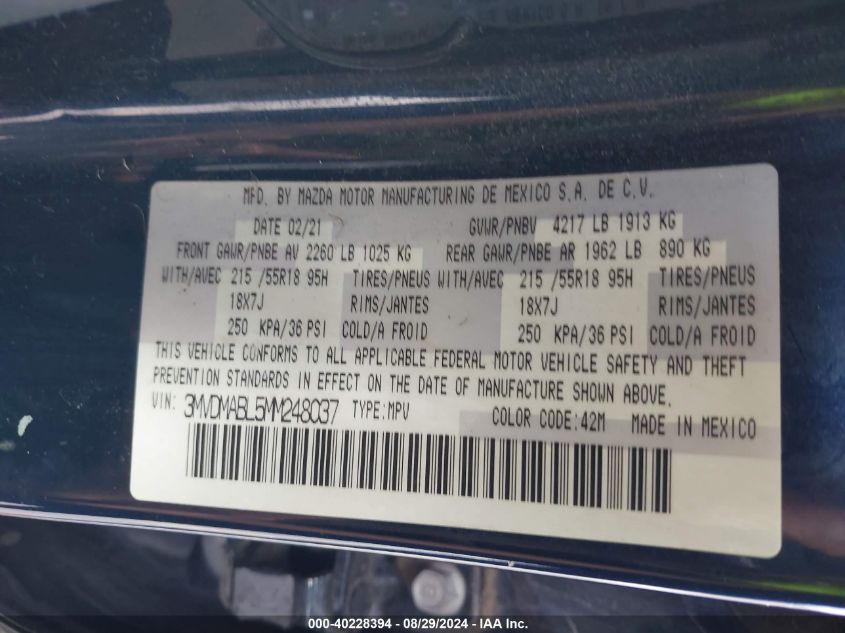 MFD. BY MAZDA MOTOR MANUFACTURING DE MEXICO S.A. DE C.V.
DATE 02/21 GVWR/PNBV 4217 LB 1913 KG
FRONT GAWR/PNBE AV 2260 LB 1025 KG REAR GAWR/PNBE AR 1962 LB 890 KG
WITH/AVEC 215 /55R18 95H TIRES/PNEUS WITH/AVEC 215 /55R18 95H TIRES/PNEUS
18X7J RIMS/JANTES 18X7J RIMS/JANTES
250 KPA/36 PSI COLD/A FROID 250 KPA/36 PSI COLD/A FROID
THIS VEHICLE CONFORMS TO ALL APPLICABLE FEDERAL MOTOR VEHICLE SAFETY AND THEFT
PREVENTION STANDARDS IN EFFECT ON THE DATE OF MANUFACTURE SHOWN ABOVE.
VIN: 3MVDMABL5MM248037 TYPE:MPV COLOR CODE:42M MADE IN MEXICO
000-40228394 - 08/29/2024 - IAA Inc.